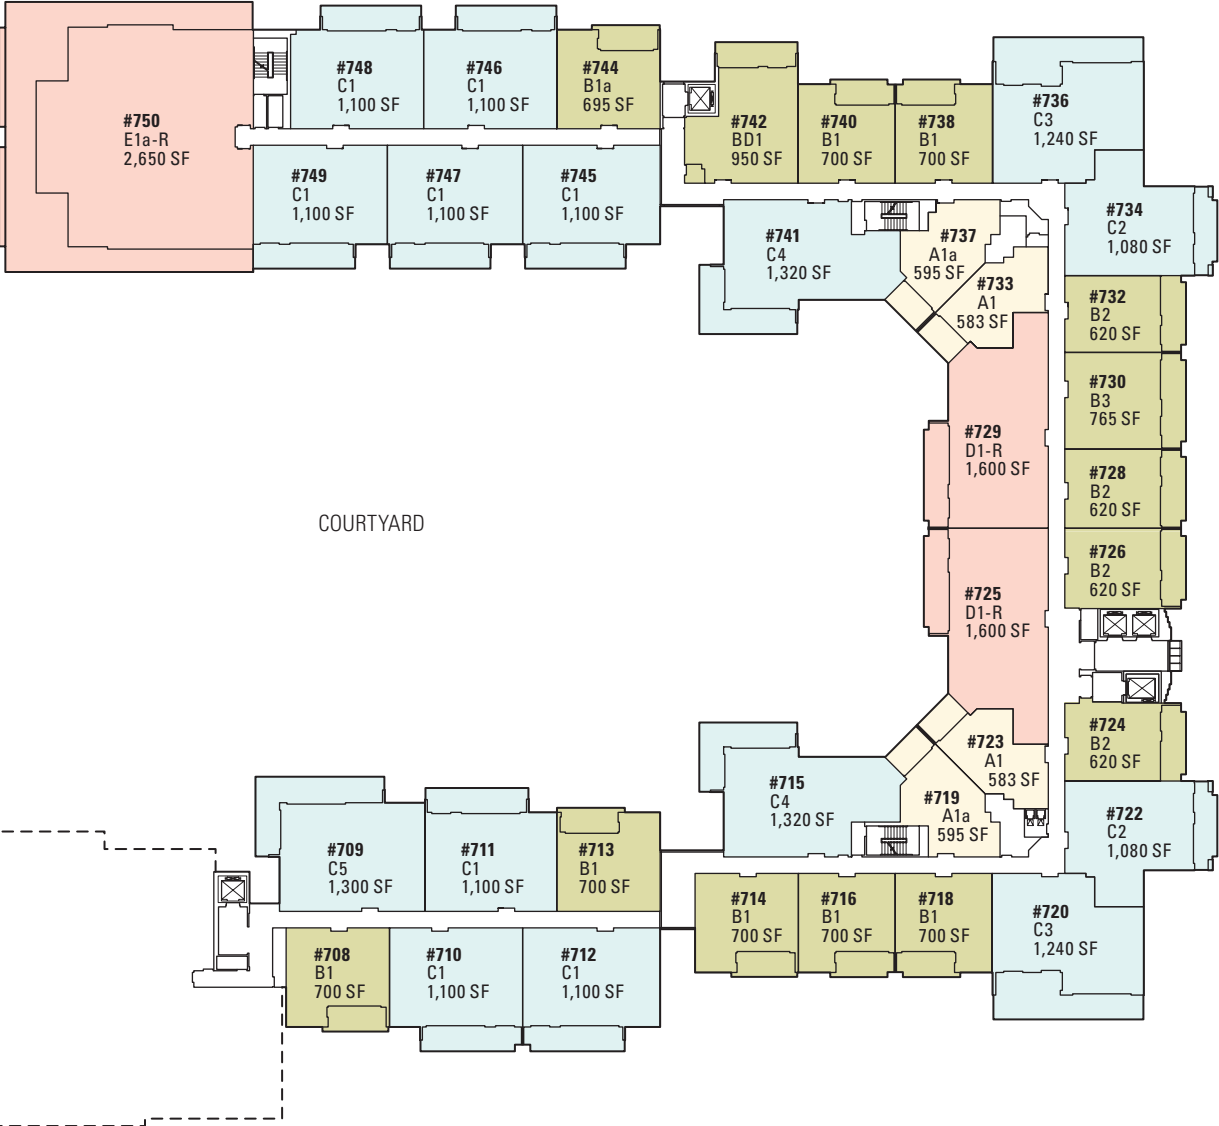 #748
C1
1,100 SF
#746
C1
1,100 SF
#744
B1a
695 SF
#750
E1a-R
2,650 SF
#742
BD1
950 SF
#740
B1
700 SF
#738
B1
700 SF
#736
C3
1,240 SF
#749
C1
1,100 SF
#747
C1
1,100 SF
#745
C1
1,100 SF
#741
C4
1,320 SF
#737
A1a
595 SF
#734
C2
1,080 SF
#733
A1
583 SF
#732
B2
620 SF
#730
B3
765 SF
#729
D1-R
1,600 SF
#728
B2
620 SF
COURTYARD
#726
B2
620 SF
#725
D1-R
1,600 SF
#724
B2
620 SF
#723
A1
583 SF
#715
C4
1,320 SF
#719
A1a
595 SF
#722
C2
1,080 SF
#709
C5
1,300 SF
#711
C1
1,100 SF
#713
B1
700 SF
#714
B1
700 SF
#716
B1
700 SF
#718
B1
700 SF
#720
C3
1,240 SF
#708
B1
700 SF
#710
C1
1,100 SF
#712
C1
1,100 SF